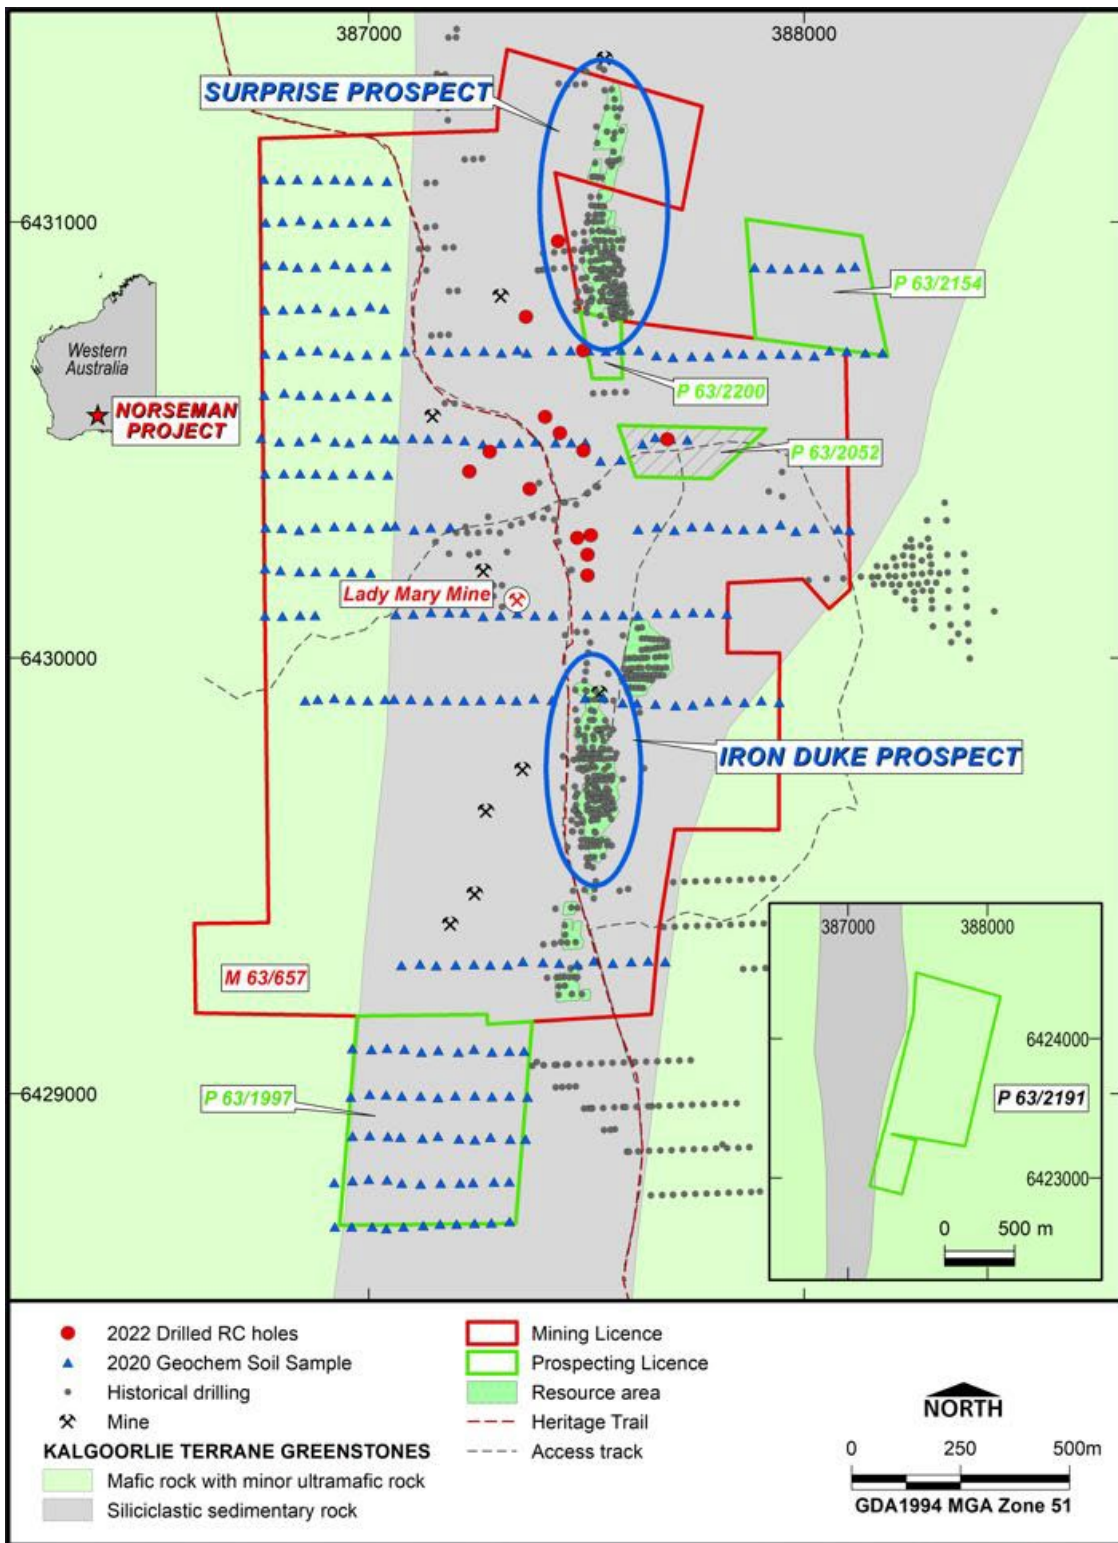 387000
388000
SURPRISE PROSPECT
6431000
P 63/2154
Western
Australia
NORSEMAN
PROJECT
P 63/2200
P 63/2052
Lady Mary Mine
6430000
IRON DUKE PROSPECT
M 63/657
387000
388000
6424000
P 63/2191
6423000
0 500 m
P 63/1997
6429000
2022 Drilled RC holes
2020 Geochem Soil Sample
Historical drilling
Mine
KALGOORLIE TERRANE GREENSTONES
Mafic rock with minor ultramafic rock
Siliciclastic sedimentary rock
Mining Licence
Prospecting Licence
Resource area
Heritage Trail
Access track
NORTH
0 250 500m
GDA1994 MGA Zone 51